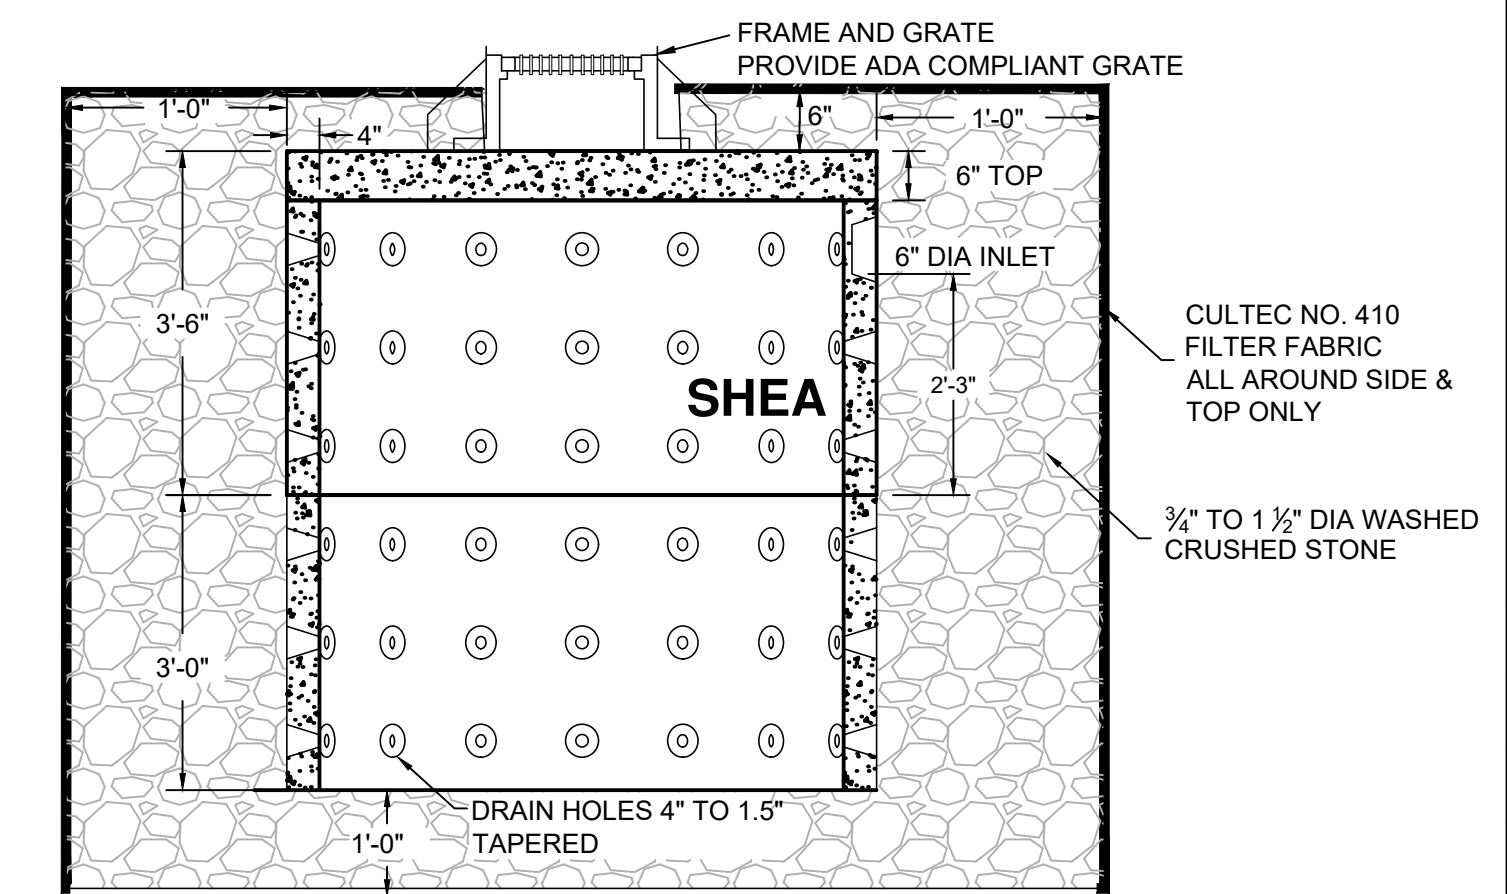 FRAME AND GRATE
PROVIDE ADA COMPLIANT GRATE
1'-0"
6"
1'-0"
4"
6" TOP
6" DIA INLET
3'-6"
CULTEC NO. 410
FILTER FABRIC
ALL AROUND SIDE &
TOP ONLY
2'-3"
SHEA
¾" TO 1 ½" DIA WASHED
CRUSHED STONE
3'-0"
DRAIN HOLES 4" TO 1.5"
TAPERED
1'-0"